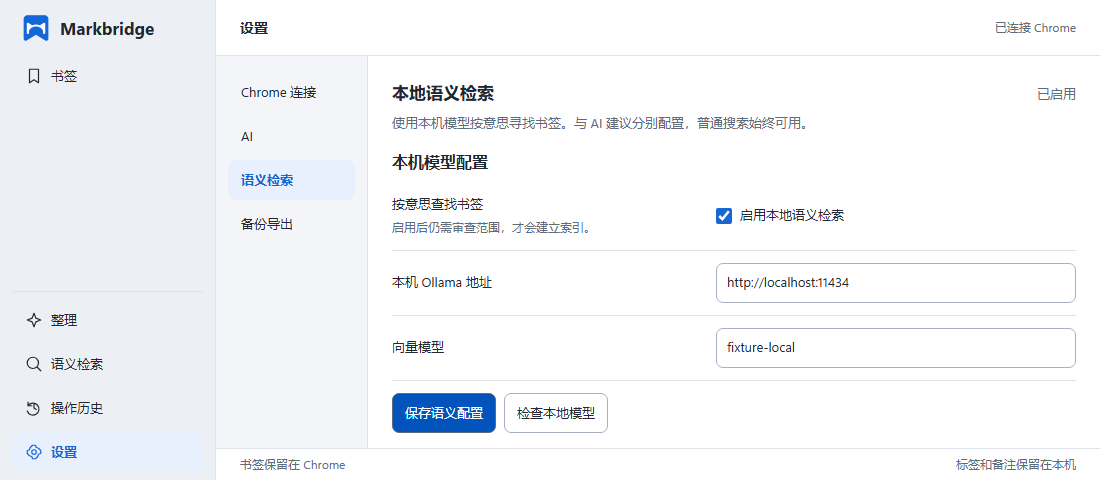 Markbridge
书签
整理
语义检索
操作历史
设置
设置
已连接 Chrome
Chrome 连接
AI
语义检索
备份导出
本地语义检索
已启用
使用本机模型按意思寻找书签。与 AI 建议分别配置，普通搜索始终可用。
本机模型配置
按意思查找书签
启用后仍需审查范围，才会建立索引。
启用本地语义检索
本机 Ollama 地址
http://localhost:11434
向量模型
fixture-local
保存语义配置
检查本地模型
书签保留在 Chrome
标签和备注保留在本机